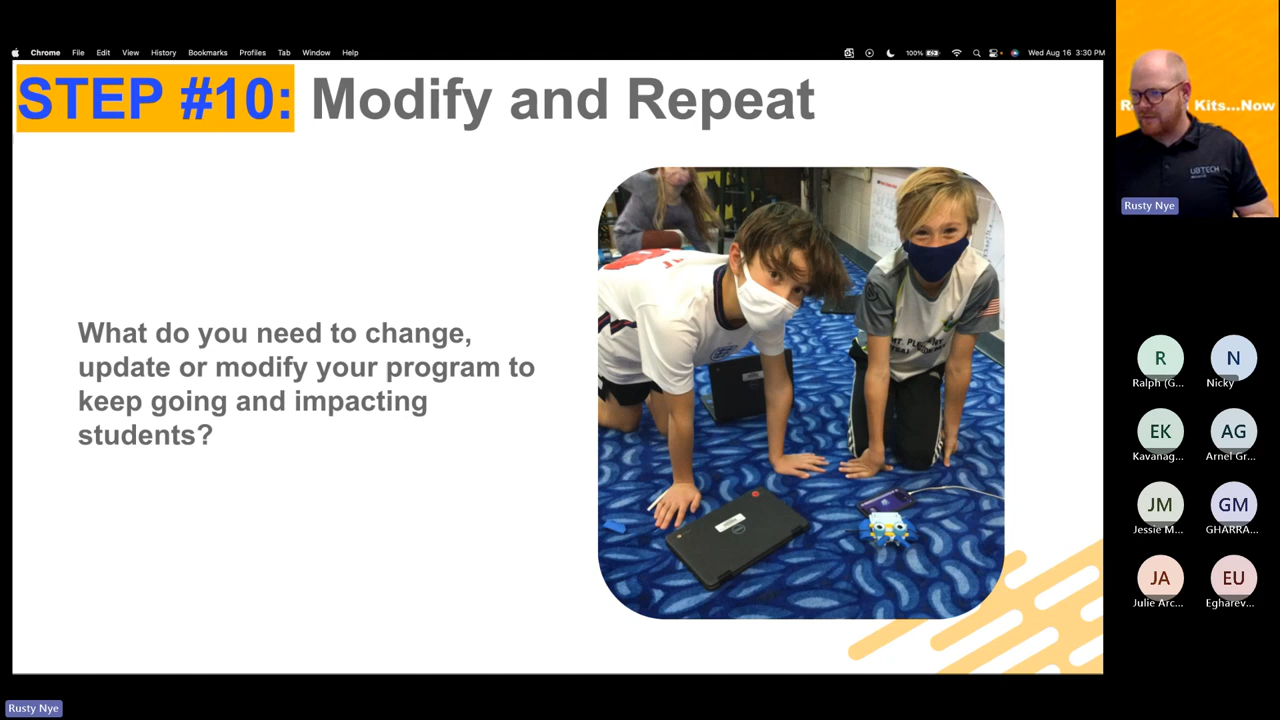 Chrome File Edit View History Bookmarks Profiles Tab Window Help
100% Wed Aug 16 3:30 PM
STEP #10: Modify and Repeat
What do you need to change,
update or modify your program to
keep going and impacting
students?
Kits...Now
UBTECH
Rusty Nye
R N
Ralph (G... Nicky
EK AG
Kavanag... Arnel Gr...
JM GM
Jessie M... GHARRA...
JA EU
Julie Arc... Egharev...
Rusty Nye